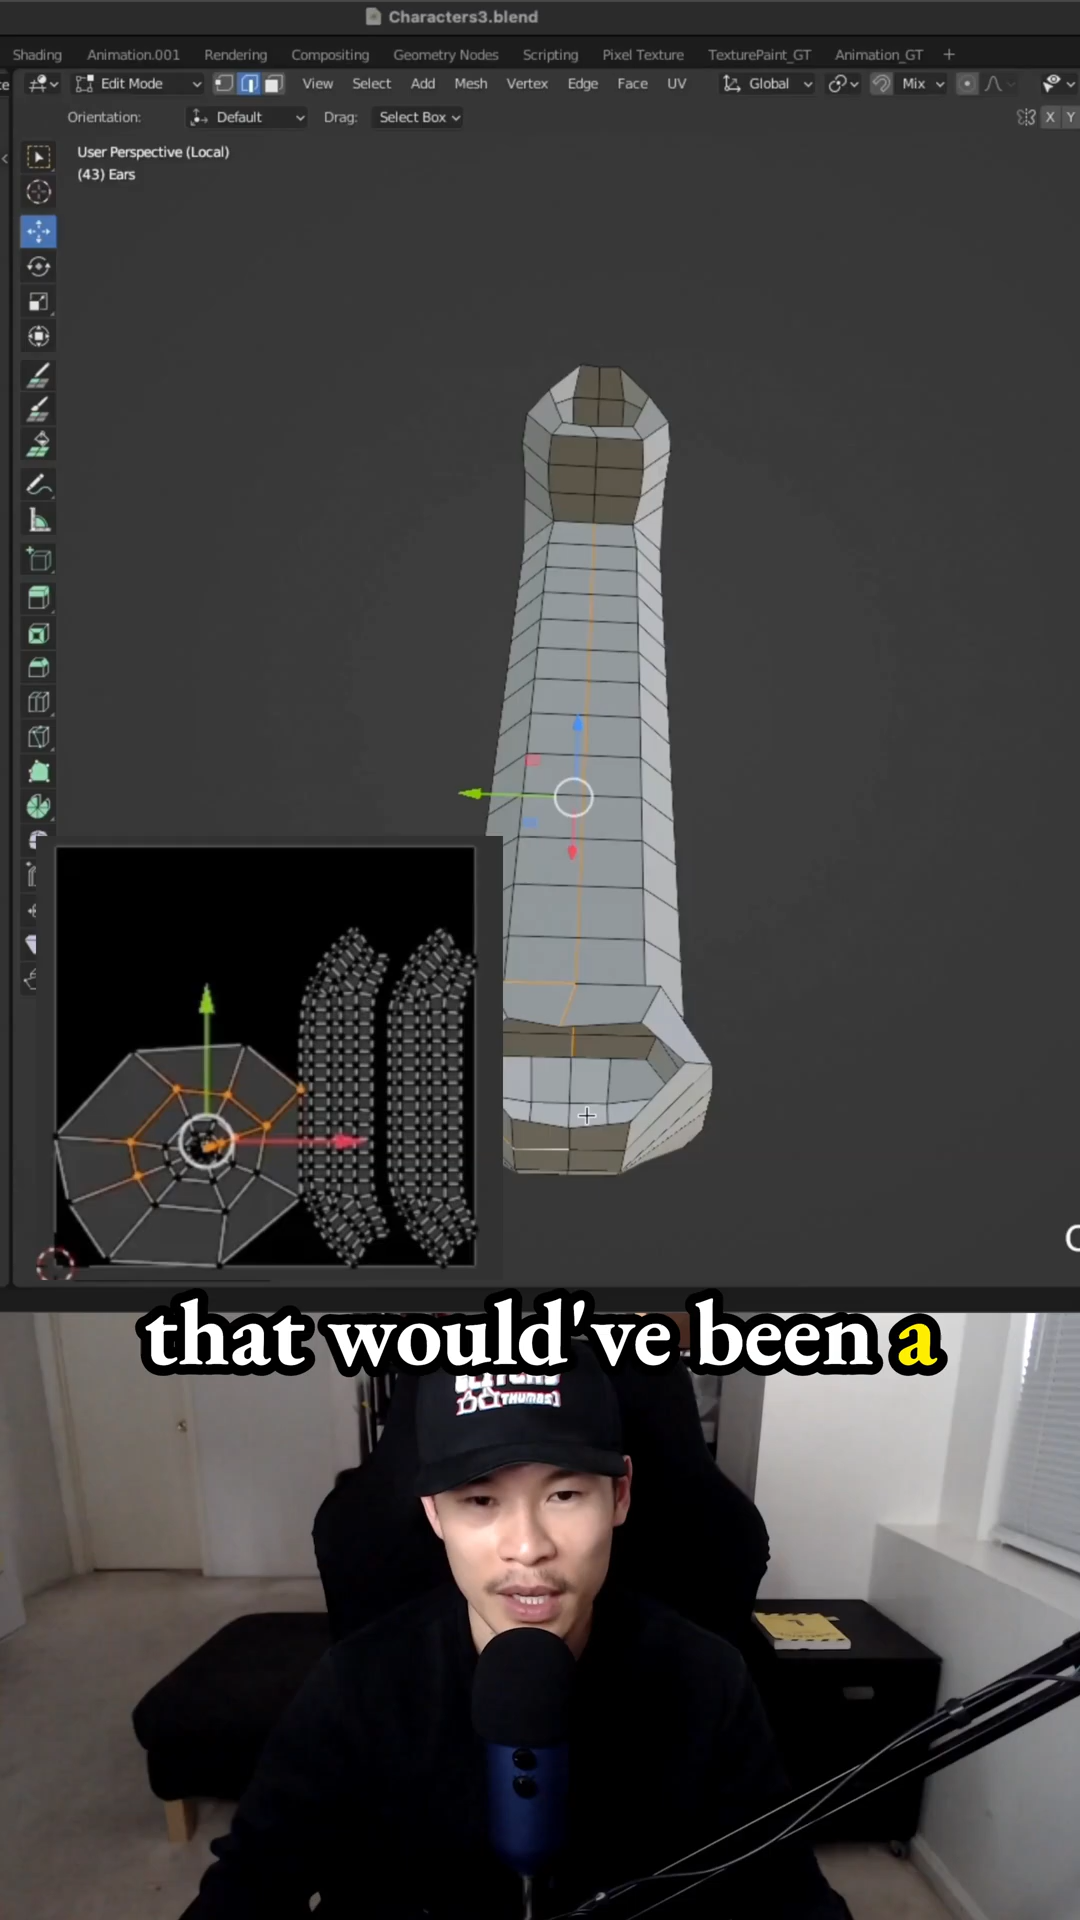 Characters3.blend
Shading Animation.001 Rendering Compositing Geometry Nodes Scripting Pixel Texture TexturePaint_GT Animation_GT +
Edit Mode View Select Add Mesh Vertex Edge Face UV Global Mix
Orientation: Default Drag: Select Box X Y
User Perspective (Local)
(43) Ears
that would've been a
[THUMBS]